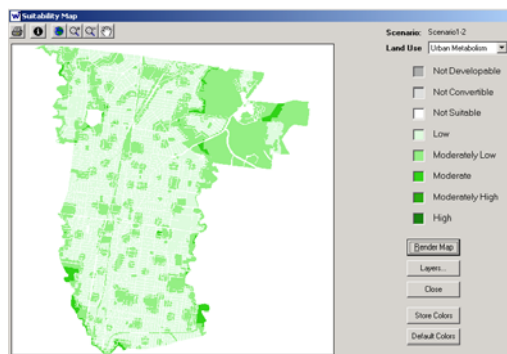 Suitability Map
Scenario: Scenario1-2
Land Use Urban Metabolism
Not Developable
Not Convertible
Not Suitable
Low
Moderately Low
Moderate
Moderately High
High
Render Map
Layers...
Close
Store Colors
Default Colors